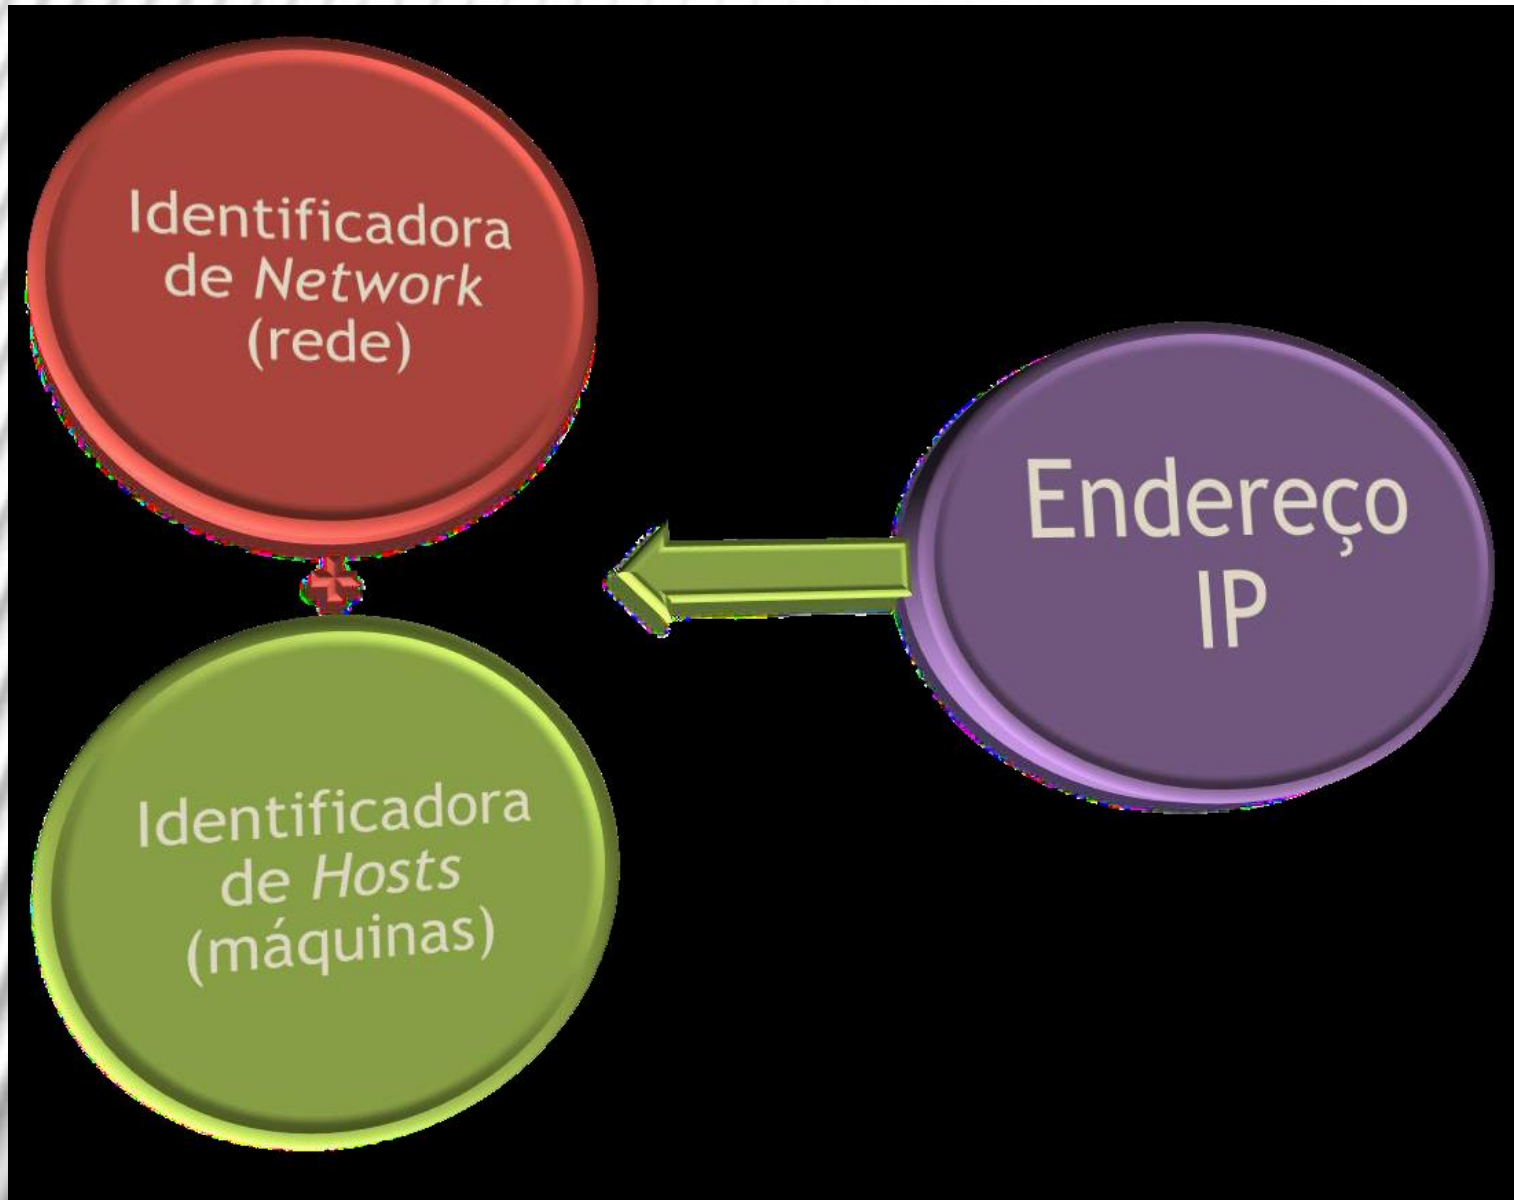 Identificadora
de Network
(rede)
Endereço
IP
Identificadora
de Hosts
(máquinas)